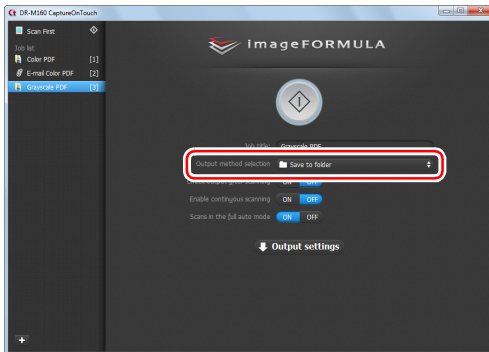 DR-M160 CaptureOnTouch
Scan First
Job list
Color PDF [1]
E-mail Color PDF [2]
Grayscale PDF [3]
imageFORMULA
Job title: Grayscale PDF
Output method selection Save to folder
ON OFF
Enable continuous scanning ON OFF
Scans in the full auto mode ON OFF
Output settings